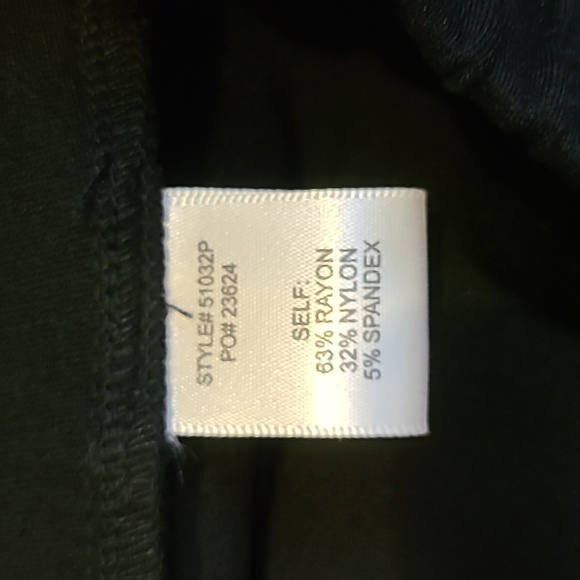 STYLE# 51032P
PO# 23624
SELF:
63% RAYON
32% NYLON
5% SPANDEX